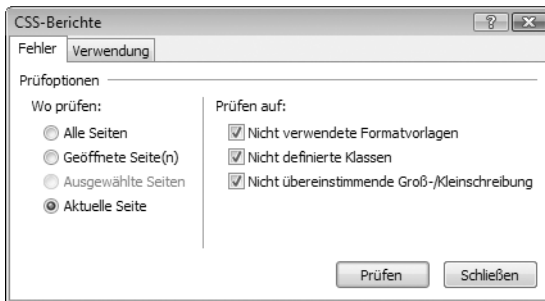 CSS-Berichte
Fehler
Verwendung
Prüfoptionen
Wo prüfen:
Alle Seiten
Geöffnete Seite(n)
Ausgewählte Seiten
Aktuelle Seite
Prüfen auf:
Nicht verwendete Formatvorlagen
Nicht definierte Klassen
Nicht übereinstimmende Groß-/Kleinschreibung
Prüfen
Schließen